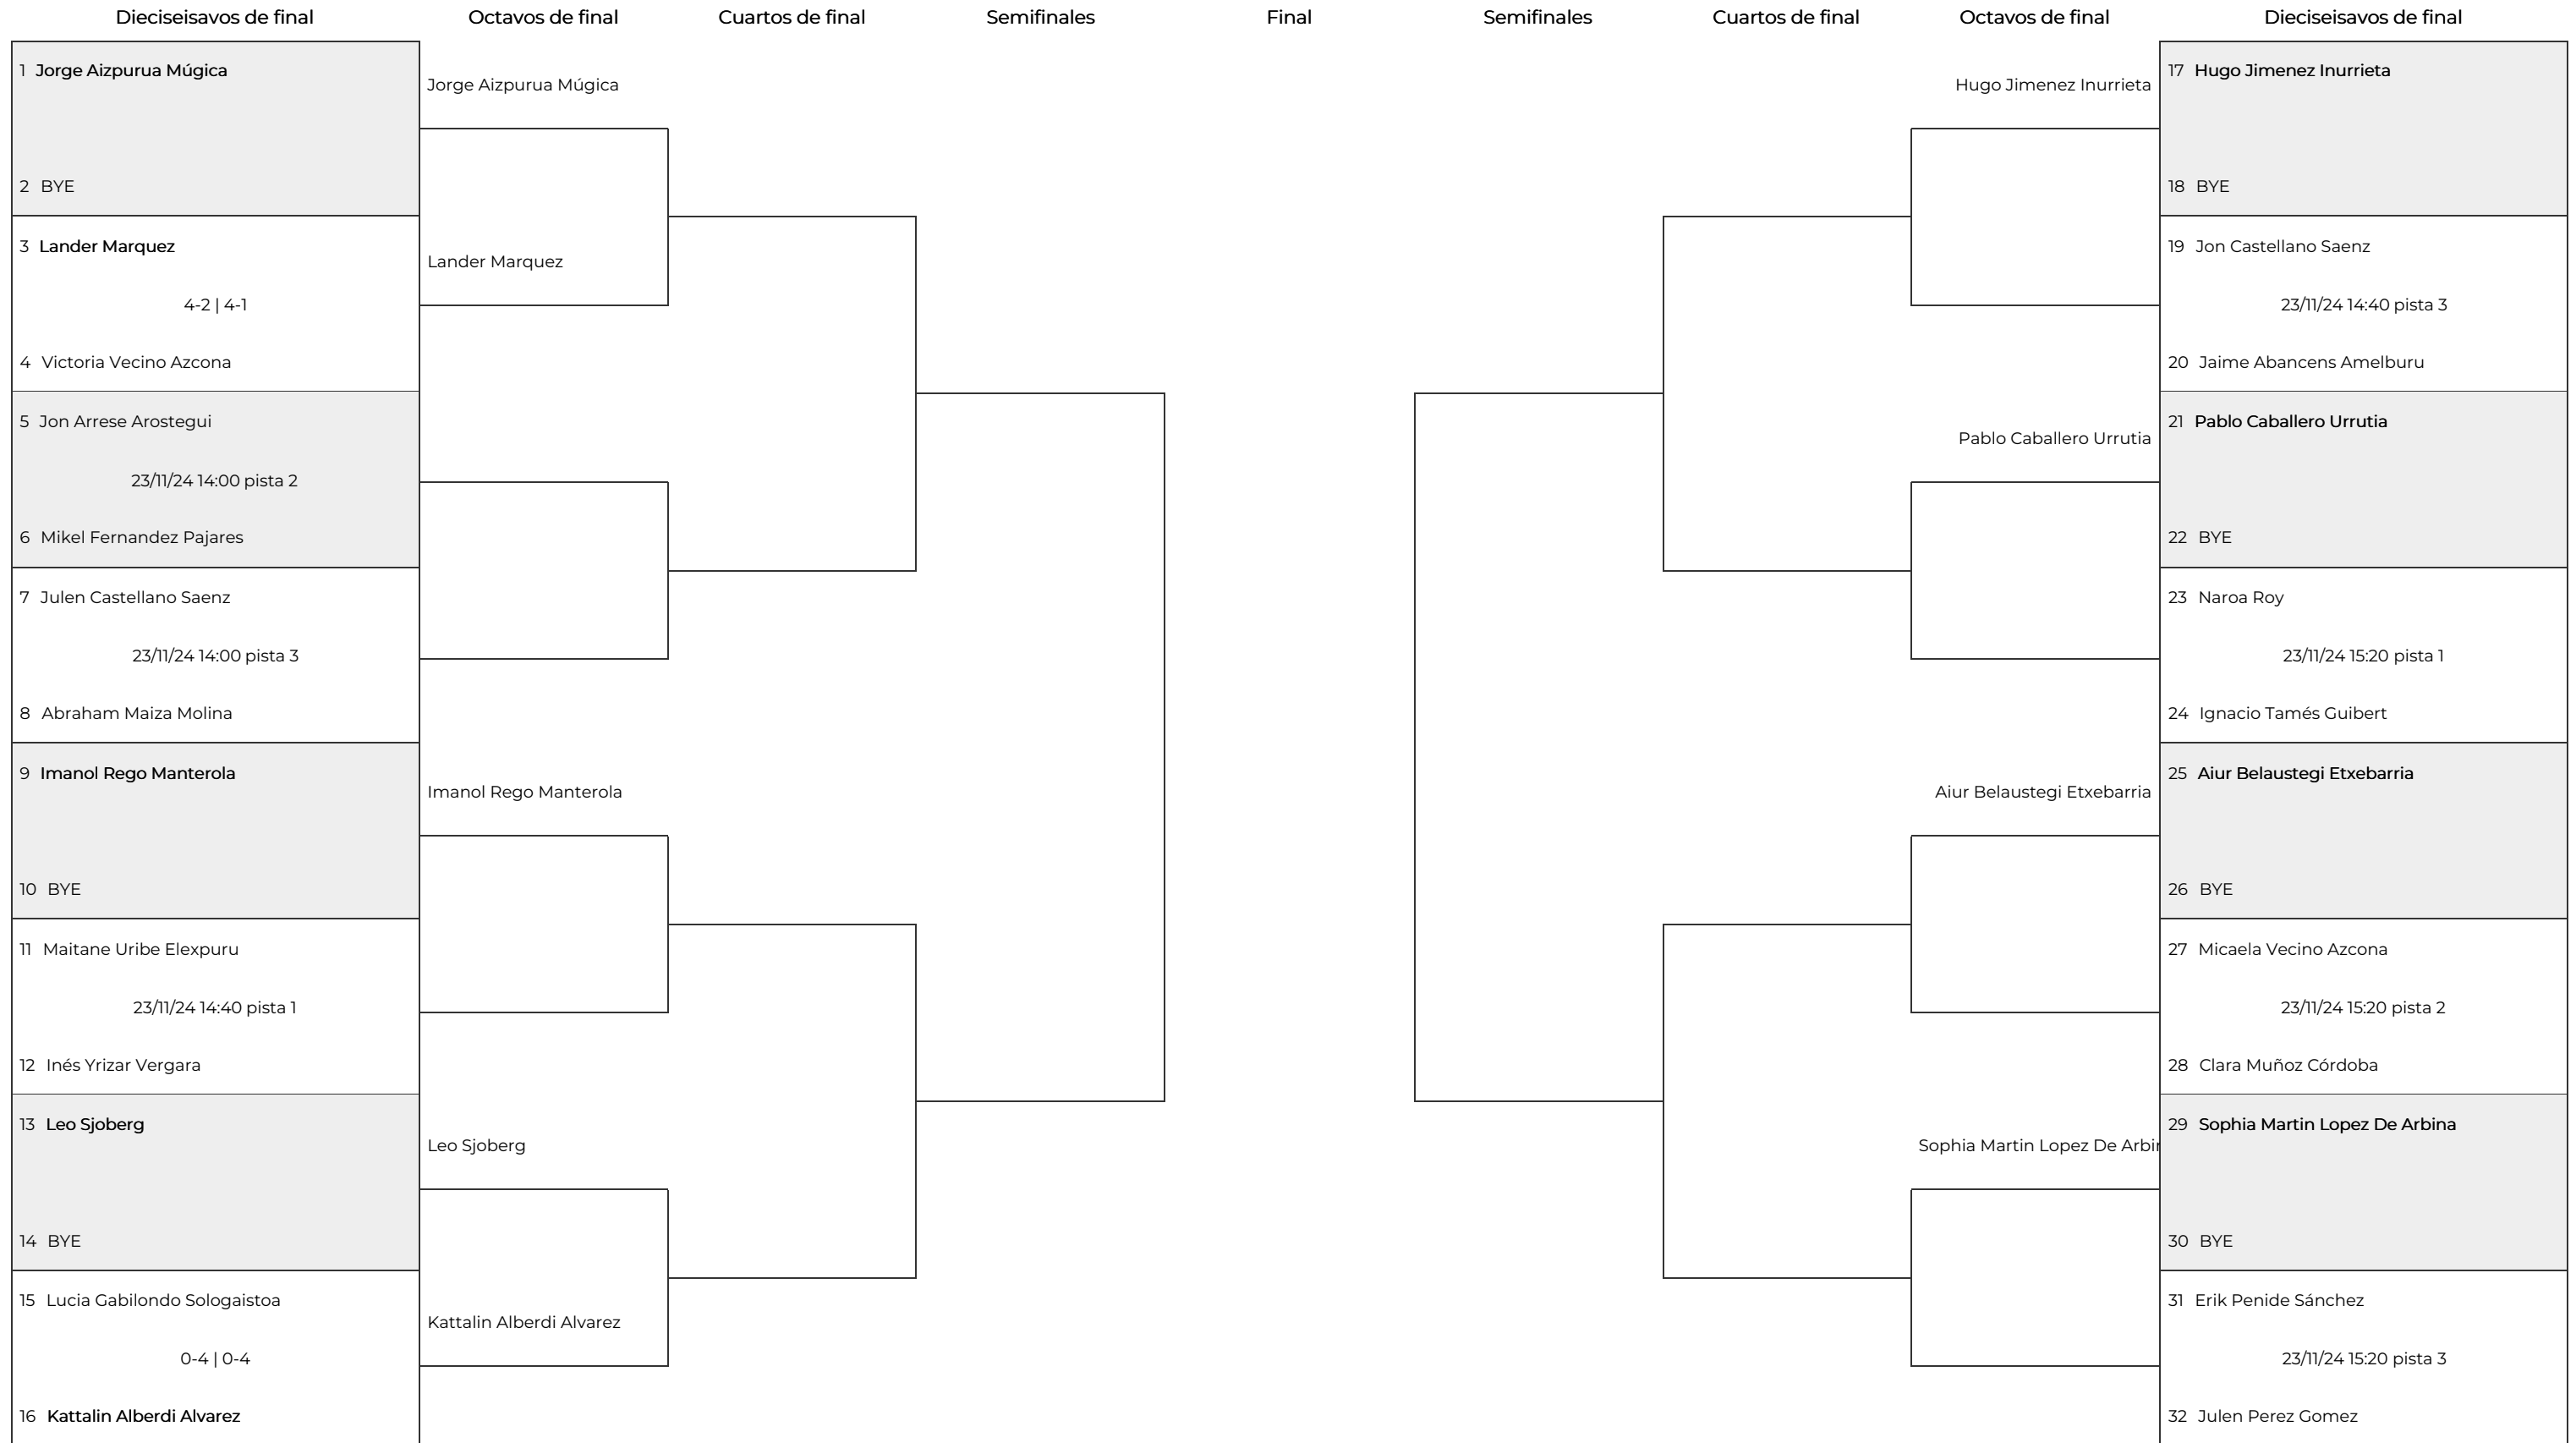 Dieciseisavos de final
Octavos de final
Cuartos de final
Semifinales
Final
Semifinales
Cuartos de final
Octavos de final
Dieciseisavos de final
1 Jorge Aizpurua Múgica
2 BYE
3 Lander Marquez
4-2 | 4-1
4 Victoria Vecino Azcona
5 Jon Arrese Arostegui
23/11/24 14:00 pista 2
6 Mikel Fernandez Pajares
7 Julen Castellano Saenz
23/11/24 14:00 pista 3
8 Abraham Maiza Molina
9 Imanol Rego Manterola
10 BYE
11 Maitane Uribe Elexpuru
23/11/24 14:40 pista 1
12 Inés Yrizar Vergara
13 Leo Sjoberg
14 BYE
15 Lucia Gabilondo Sologaistoa
0-4 | 0-4
16 Kattalin Alberdi Alvarez
Jorge Aizpurua Múgica
Lander Marquez
Imanol Rego Manterola
Leo Sjoberg
Kattalin Alberdi Alvarez
Hugo Jimenez Inurrieta
Pablo Caballero Urrutia
Aiur Belaustegi Etxebarria
Sophia Martin Lopez De Arbin
17 Hugo Jimenez Inurrieta
18 BYE
19 Jon Castellano Saenz
23/11/24 14:40 pista 3
20 Jaime Abancens Amelburu
21 Pablo Caballero Urrutia
22 BYE
23 Naroa Roy
23/11/24 15:20 pista 1
24 Ignacio Tamés Guibert
25 Aiur Belaustegi Etxebarria
26 BYE
27 Micaela Vecino Azcona
23/11/24 15:20 pista 2
28 Clara Muñoz Córdoba
29 Sophia Martin Lopez De Arbina
30 BYE
31 Erik Penide Sánchez
23/11/24 15:20 pista 3
32 Julen Perez Gomez